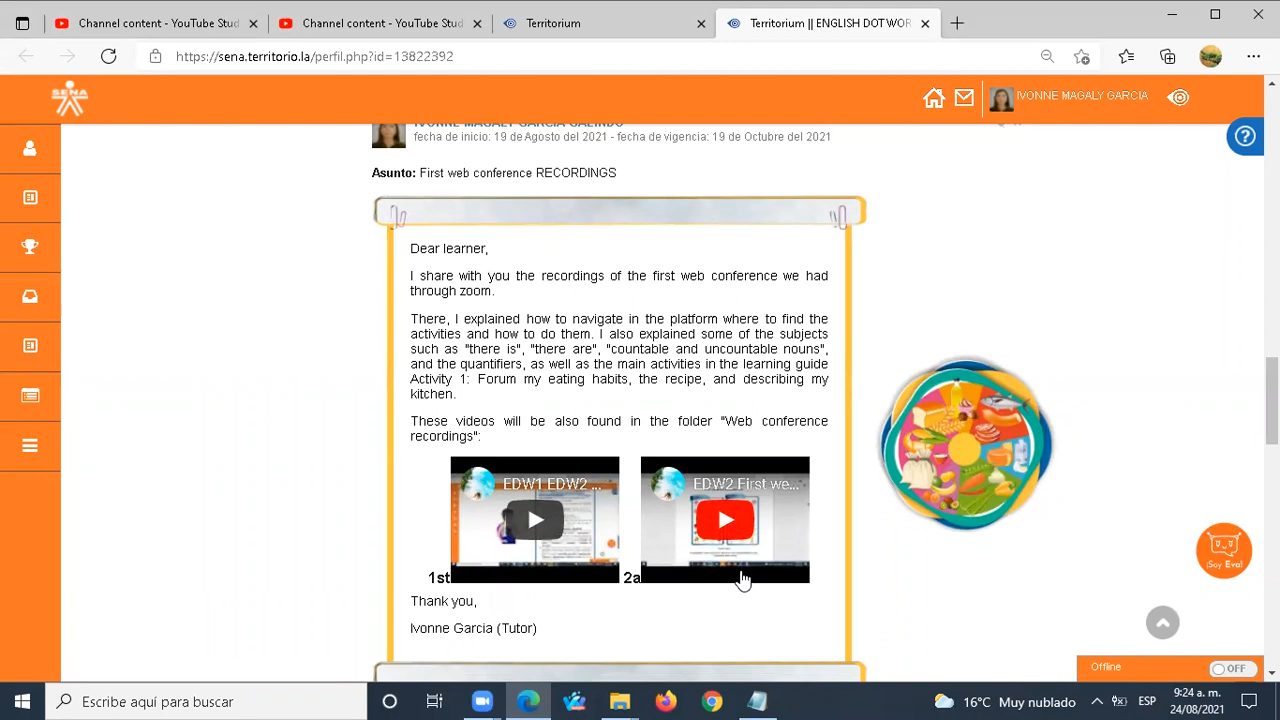 Channel content - YouTube Stud
Channel content - YouTube Stud
Territorium
Territorium || ENGLISH DOT WOR
https://sena.territorio.la/perfil.php?id=13822392
SENA
IVONNE MAGALY GARCIA
IVONNE MAGALY GARCIA GALINDO
fecha de inicio: 19 de Agosto del 2021 - fecha de vigencia: 19 de Octubre del 2021
Asunto: First web conference RECORDINGS
Dear learner,
I share with you the recordings of the first web conference we had
through zoom.
There, I explained how to navigate in the platform where to find the
activities and how to do them. I also explained some of the subjects
such as "there is", "there are", "countable and uncountable nouns",
and the quantifiers, as well as the main activities in the learning guide
Activity 1: Forum my eating habits, the recipe, and describing my
kitchen.
These videos will be also found in the folder "Web conference
recordings":
EDW1 EDW2 ...
EDW2 First we...
1st
2a
Thank you,
Ivonne Garcia (Tutor)
¡Soy Eva!
Offline
OFF
Escribe aquí para buscar
16°C Muy nublado
ESP
9:24 a. m.
24/08/2021